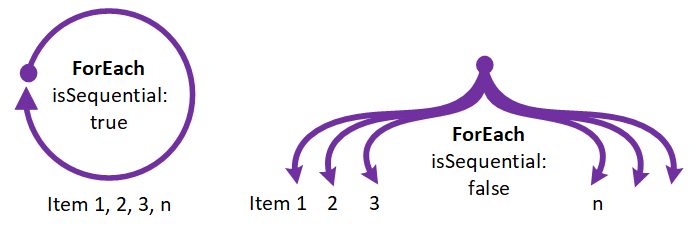 ForEach
isSequential:
true
Item 1, 2, 3, n
ForEach
isSequential:
false
Item 1 2 3 n